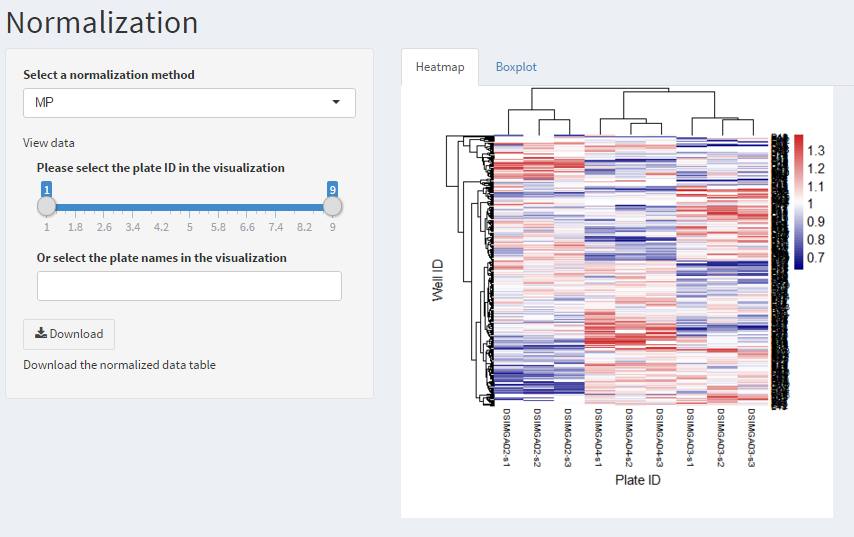 Normalization
Select a normalization method
MP
View data
Please select the plate ID in the visualization
1 9
1 1.8 2.6 3.4 4.2 5 5.8 6.6 7.4 8.2 9
Or select the plate names in the visualization
Download
Download the normalized data table
Heatmap Boxplot
1.3
1.2
1.1
1
0.9
0.8
0.7
Well ID
DSIMGA02-s1
DSIMGA02-s2
DSIMGA02-s3
DSIMGA04-s1
DSIMGA04-s2
DSIMGA04-s3
DSIMGA03-s1
DSIMGA03-s2
DSIMGA03-s3
Plate ID